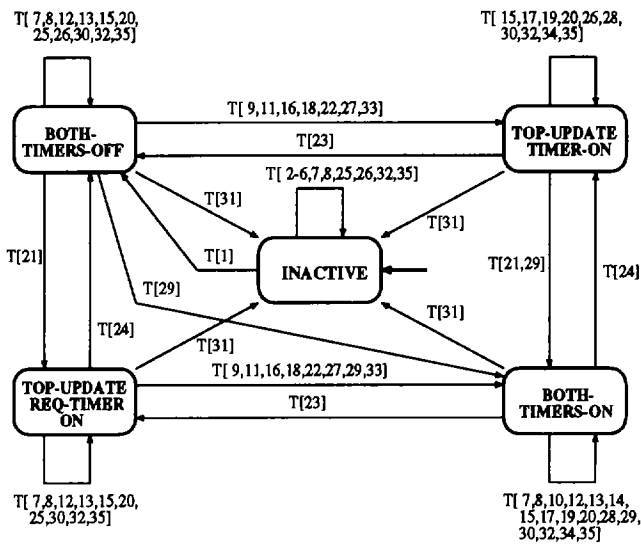 T[ 7,8,12,13,15,20,
25,26,30,32,35]
T[ 15,17,19,20,26,28,
30,32,34,35]
T[ 9,11,16,18,22,27,33]
BOTH-
TIMERS-OFF
TOP-UPDATE
TIMER-ON
T[23]
T[ 2-6,7,8,25,26,32,35]
T[31]
T[31]
T[21]
T[1]
INACTIVE
T[21,29]
T[24]
T[29]
T[31]
T[24]
T[31]
T[ 9,11,16,18,22,27,29,33]
TOP-UPDATE
REQ-TIMER
ON
BOTH-
TIMERS-ON
T[23]
T[ 7,8,12,13,15,20,
25,30,32,35]
T[ 7,8,10,12,13,14,
15,17,19,20,28,29,
30,32,34,35]